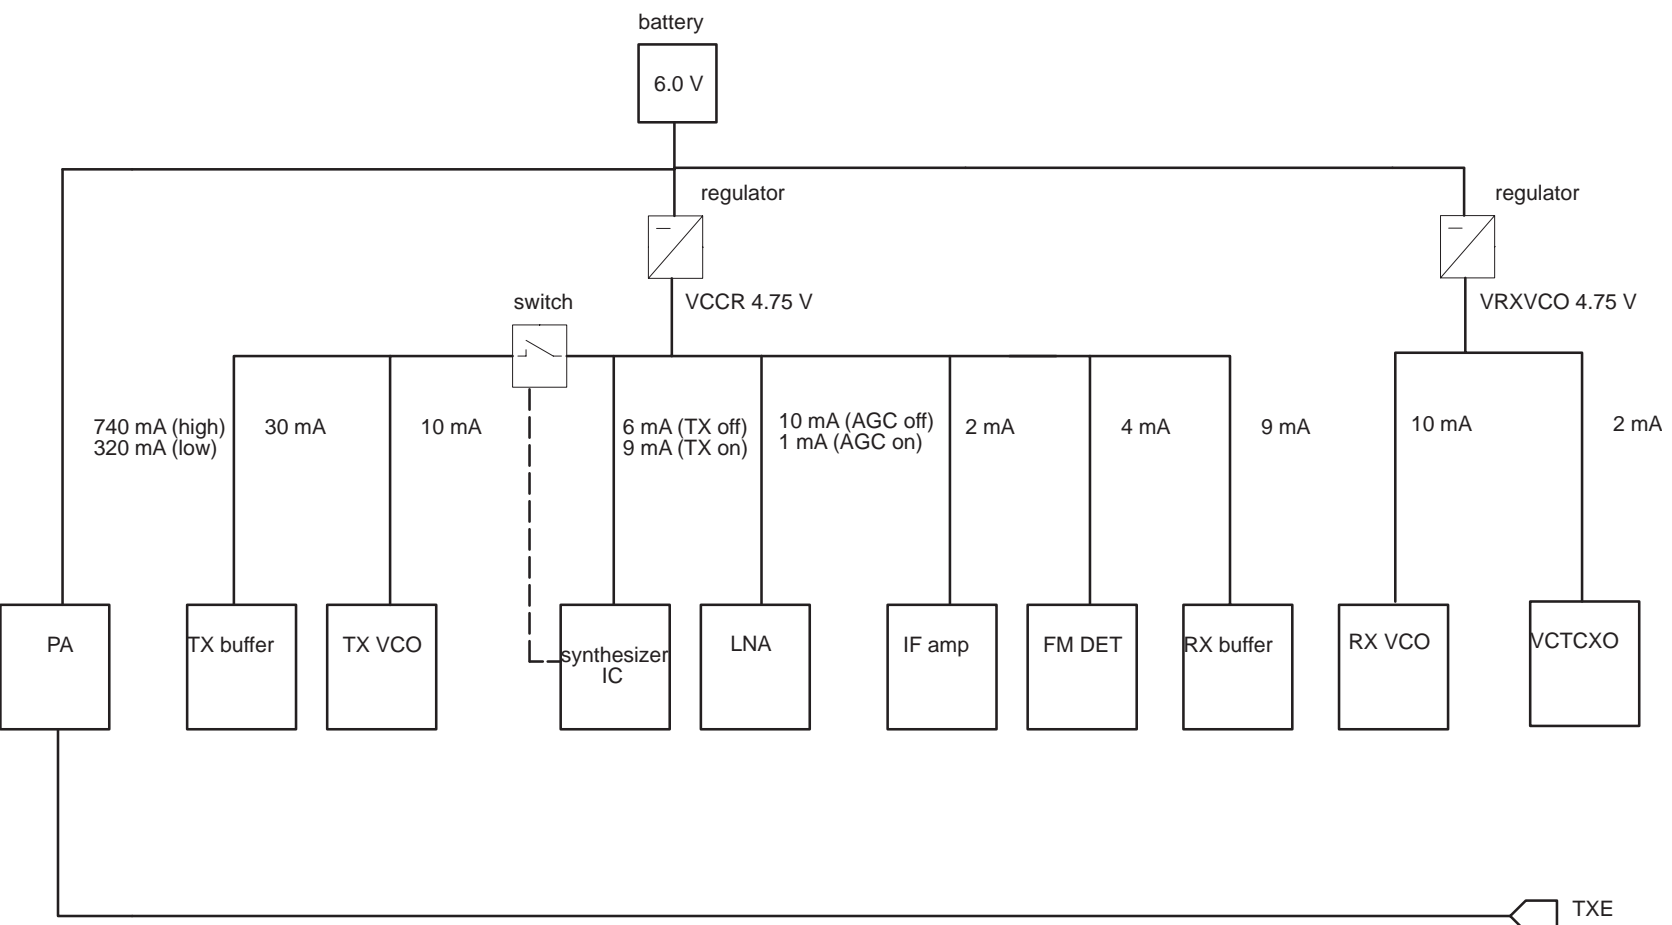 battery
6.0 V
regulator
regulator
switch
VCCR 4.75 V
VRXVCO 4.75 V
740 mA (high)
320 mA (low)
30 mA
10 mA
6 mA (TX off)
9 mA (TX on)
10 mA (AGC off)
1 mA (AGC on)
2 mA
4 mA
9 mA
10 mA
2 mA
PA
TX buffer
TX VCO
synthesizer
IC
LNA
IF amp
FM DET
RX buffer
RX VCO
VCTCXO
TXE